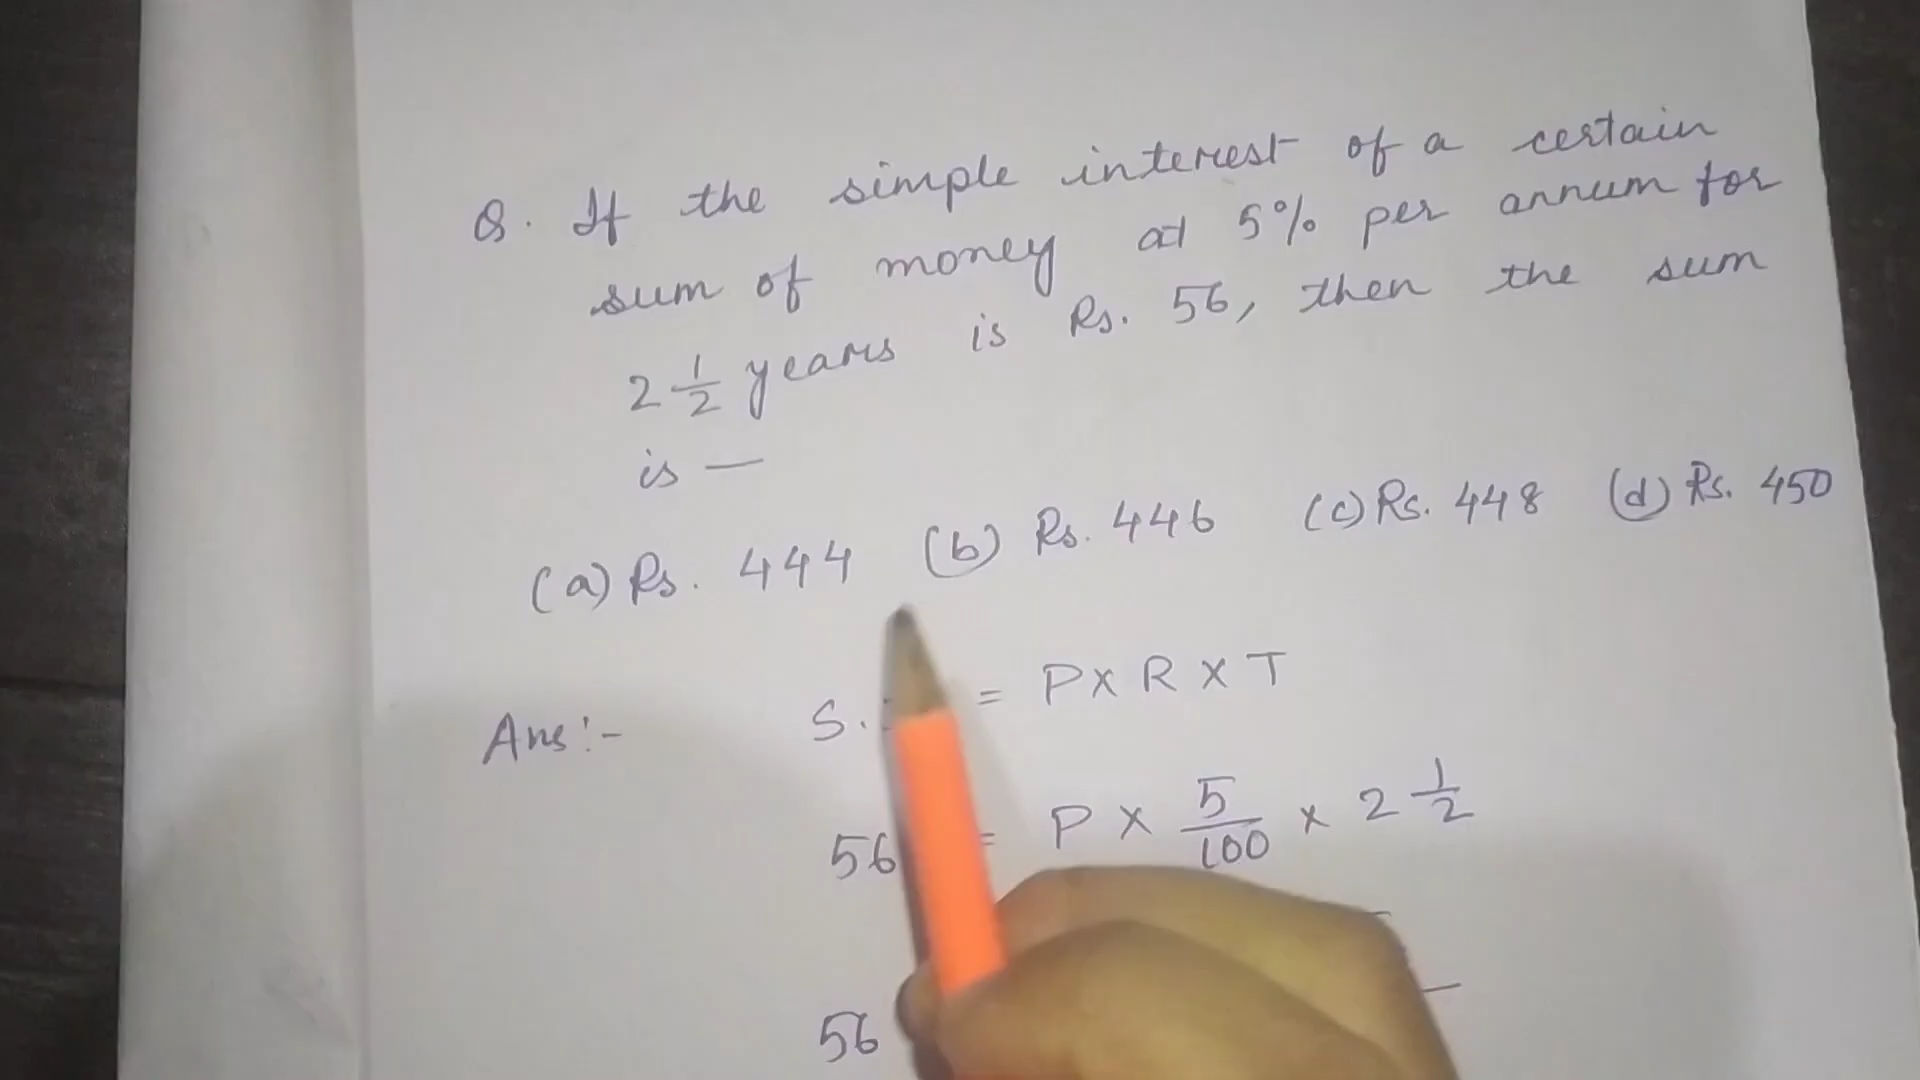 Q. If the simple interest of a certain
sum of money at 5% per annum for
2 1/2 years is Rs. 56, then the sum
is —
(a) Rs. 444 (b) Rs. 446 (c) Rs. 448 (d) Rs. 450
Ans:- S. = P x R x T
56 = P x 5/100 x 2 1/2
56